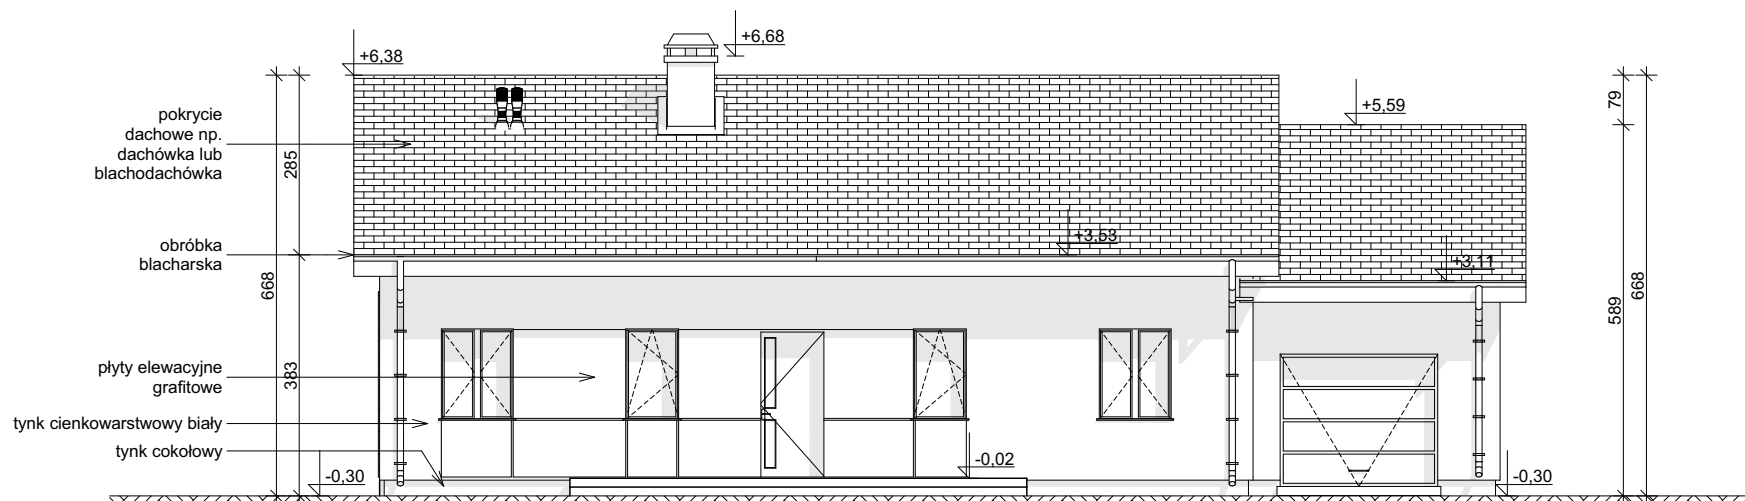 +6,68
+6,38
pokrycie
dachowe np.
dachówka lub
blachodachówka
285
79
+5,59
obróbka
blacharska
+3,53
+3,11
668
668
589
383
płyty elewacyjne
grafitowe
tynk cienkowarstwowy biały
tynk cokołowy
-0,30
-0,02
-0,30